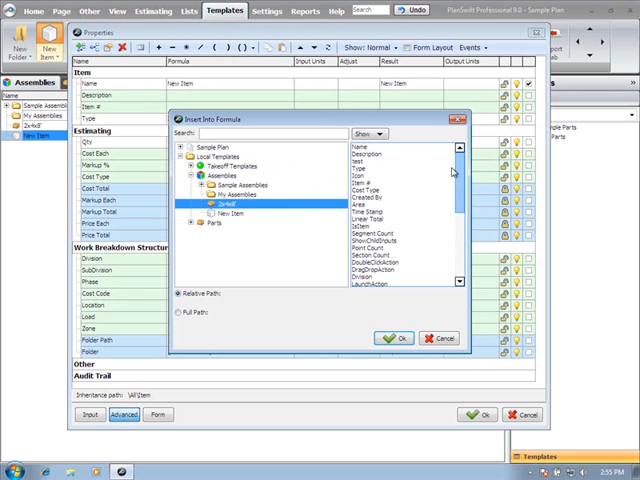 Home Page Other Estimating Lists Templates Settings Reports Help Search Undo PlanSwift Professional 9.0 - Sample Plan
New Folder
New Item
Properties
Show: Normal Form Layout Events
Name Formula Input Units Adjust Result Output Units
Item
Name New Item New Item
Description
Item #
Type
Estimating
Qty
Cost Each
Markup %
Cost Type
Cost Total
Markup Each
Markup Total
Price Each
Price Total
Work Breakdown Structure
Division
SubDivision
Phase
Cost Code
Location
Load
Zone
Folder Path
Folder
Other
Audit Trail
Inheritance path: \All\Item
Input Advanced Form Ok Cancel
Assemblies
Name
Sample Assemb
My Assemblies
2x4x8'
New Item
Insert Into Formula
Search: Show
Sample Plan
Local Templates
Takeoff Templates
Assemblies
Sample Assemblies
My Assemblies
2x4x8'
New Item
Parts
Name
Description
test
Type
Icon
Item #
Cost Type
Created By
Area
Time Stamp
Linear Total
IsItem
Segment Count
ShowChildInputs
Point Count
Section Count
DoubleClickAction
DragDropAction
Division
LaunchAction
Relative Path:
Full Path:
Ok Cancel
port
Parts
e Parts
Templates
2:55 PM